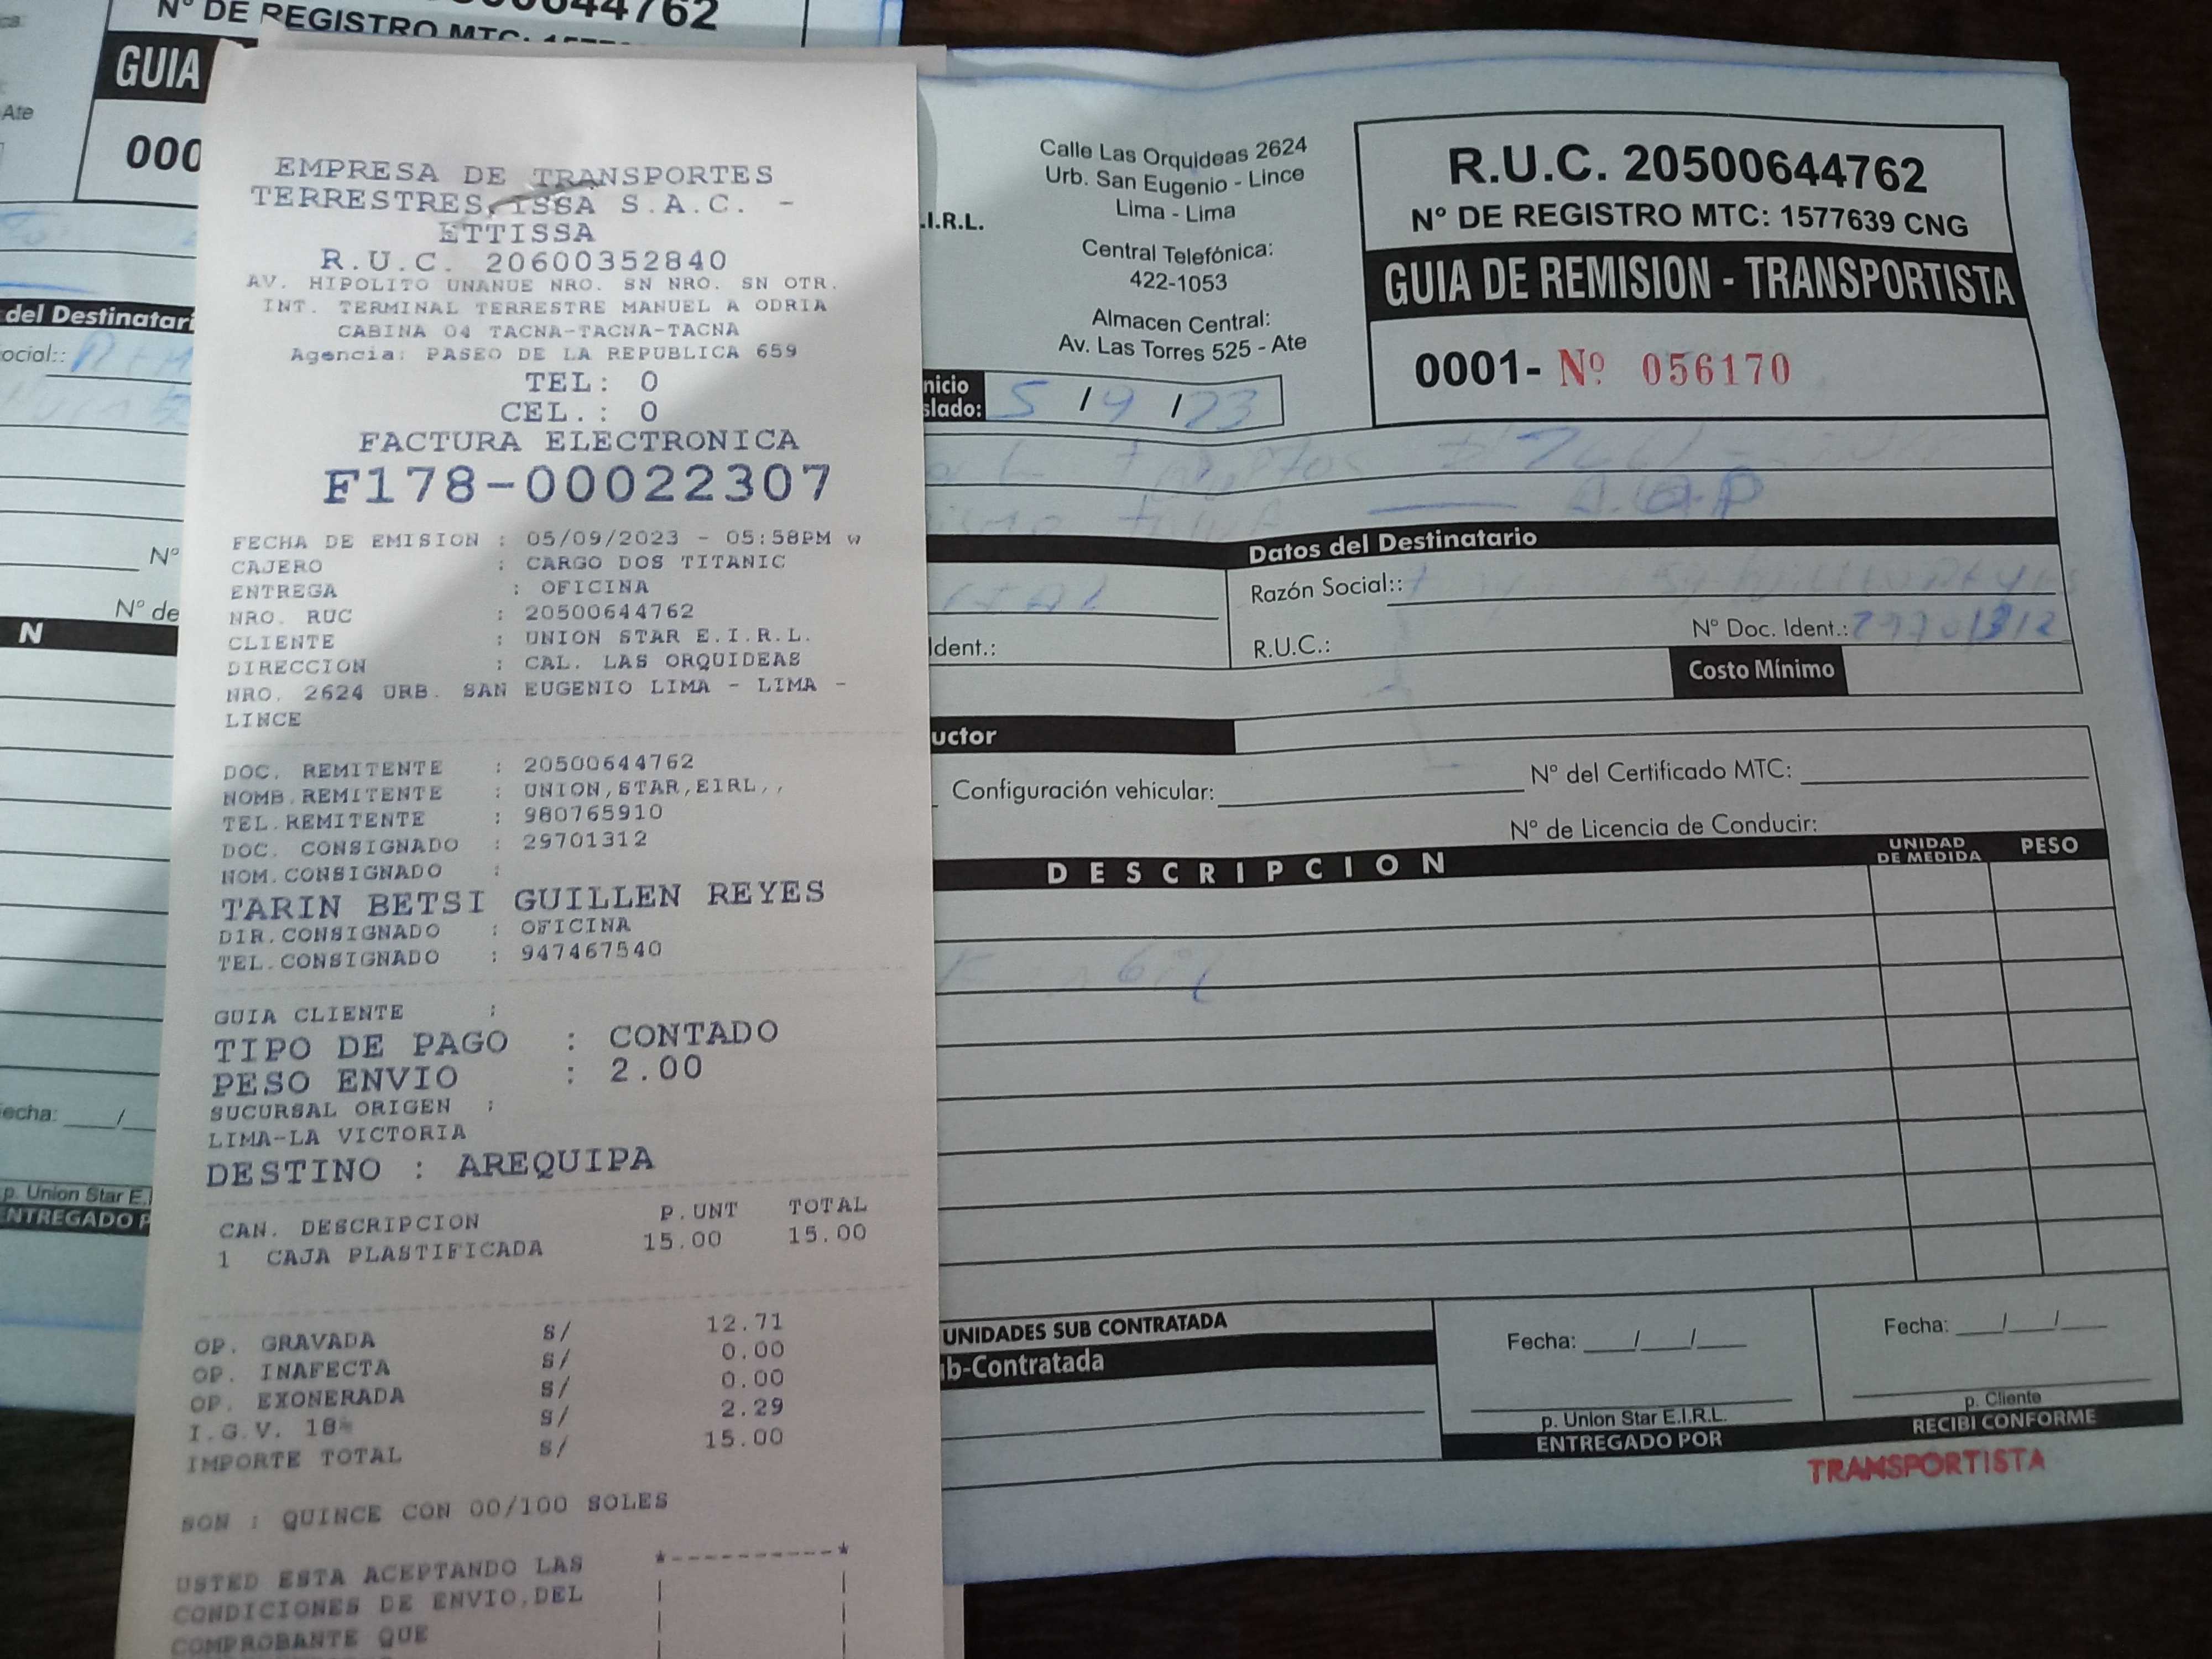 00644762
N° DE REGISTRO MTC:
GUIA
000
Ate
del Destinatari
ocial::
N°
N° de
N
echa: ___/
p. Union Star E.I
NTREGADO P
EMPRESA DE TRANSPORTES
TERRESTRES ISSA S.A.C. -
ETTISSA
R.U.C. 20600352840
AV. HIPOLITO UNANUE NRO. SN NRO. SN OTR.
INT. TERMINAL TERRESTRE MANUEL A ODRIA
CABINA 04 TACNA-TACNA-TACNA
Agencia: PASEO DE LA REPUBLICA 659
TEL: 0
CEL.: 0
FACTURA ELECTRONICA
F178-00022307
FECHA DE EMISION : 05/09/2023 - 05:58PM w
CAJERO : CARGO DOS TITANIC
ENTREGA : OFICINA
NRO. RUC : 20500644762
CLIENTE : UNION STAR E.I.R.L.
DIRECCION : CAL. LAS ORQUIDEAS
NRO. 2624 URB. SAN EUGENIO LIMA - LIMA -
LINCE
DOC. REMITENTE : 20500644762
NOMB.REMITENTE : UNION,STAR,EIRL,,
TEL.REMITENTE : 980765910
DOC. CONSIGNADO : 29701312
NOM.CONSIGNADO :
TARIN BETSI GUILLEN REYES
DIR.CONSIGNADO : OFICINA
TEL.CONSIGNADO : 947467540
GUIA CLIENTE :
TIPO DE PAGO : CONTADO
PESO ENVIO : 2.00
SUCURSAL ORIGEN :
LIMA-LA VICTORIA
DESTINO : AREQUIPA
CAN. DESCRIPCION P.UNT TOTAL
1 CAJA PLASTIFICADA 15.00 15.00
OP. GRAVADA S/ 12.71
OP. INAFECTA S/ 0.00
OP. EXONERADA S/ 0.00
I.G.V. 18% S/ 2.29
IMPORTE TOTAL S/ 15.00
SON : QUINCE CON 00/100 SOLES
USTED ESTA ACEPTANDO LAS
CONDICIONES DE ENVIO,DEL
COMPROBANTE QUE
.I.R.L.
Calle Las Orquideas 2624
Urb. San Eugenio - Lince
Lima - Lima
Central Telefónica:
422-1053
Almacen Central:
Av. Las Torres 525 - Ate
R.U.C. 20500644762
N° DE REGISTRO MTC: 1577639 CNG
GUIA DE REMISION - TRANSPORTISTA
0001- Nº 056170
nicio
slado: 5 / 9 / 23
Datos del Destinatario
Razón Social::
Ident.:
R.U.C.:
N° Doc. Ident.: 29701312
Costo Mínimo
uctor
Configuración vehicular:
N° del Certificado MTC:
N° de Licencia de Conducir:
DESCRIPCION
UNIDAD
DE MEDIDA
PESO
UNIDADES SUB CONTRATADA
b-Contratada
Fecha: ___/___/___
p. Union Star E.I.R.L.
ENTREGADO POR
Fecha: ___/___/___
p. Cliente
RECIBI CONFORME
TRANSPORTISTA